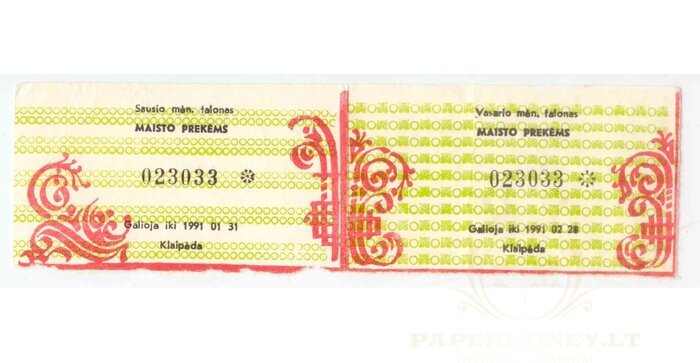 Sausio mėn. talonas
MAISTO PREKĖMS
023033 *
Galioja iki 1991 01 31
Klaipėda
Vasario mėn. talonas
MAISTO PREKĖMS
023033 *
Galioja iki 1991 02 28
Klaipėda
PAPERMONEY.LT